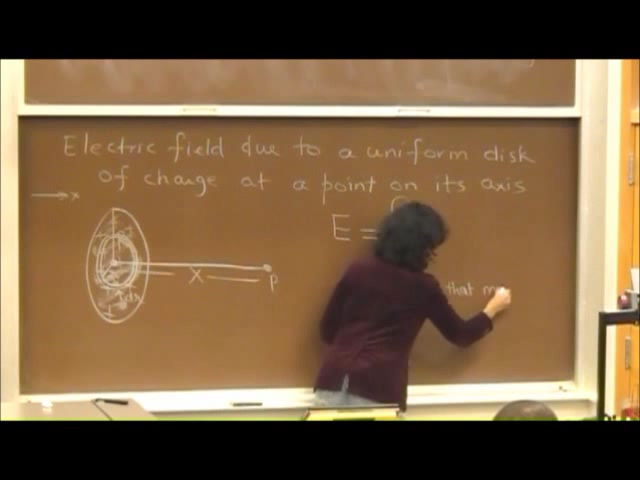 Electric field due to a uniform disk
of charge at a point on its axis
x
E =
x
P
that